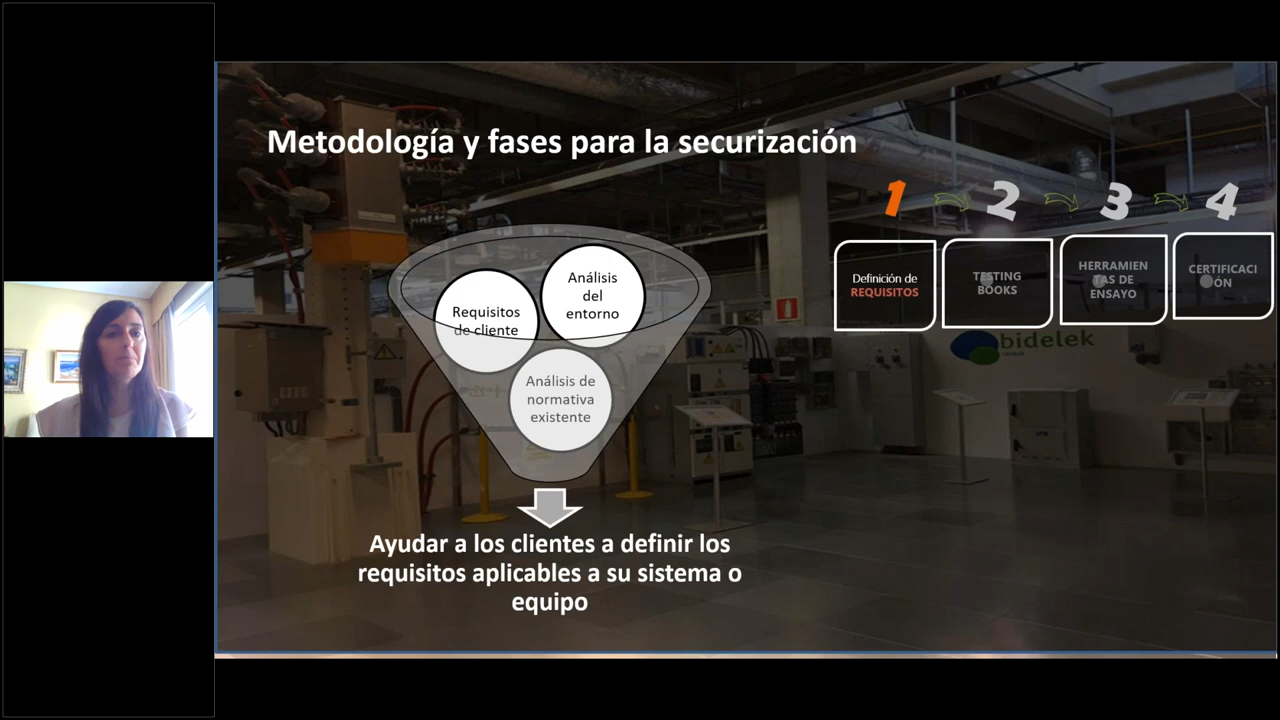 Metodología y fases para la securización
1
2
3
4
Definición de
REQUISITOS
TESTING
BOOKS
HERRAMIEN
TAS DE
ENSAYO
CERTIFICACI
ÓN
Requisitos
de cliente
Análisis
del
entorno
Análisis de
normativa
existente
bidelek
Ayudar a los clientes a definir los
requisitos aplicables a su sistema o
equipo